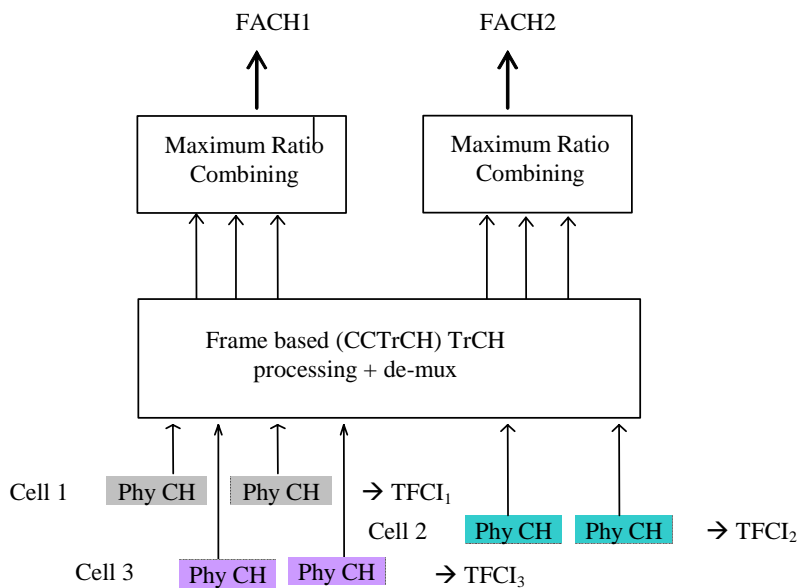 FACH1 FACH2
Maximum Ratio
Combining
Maximum Ratio
Combining
Frame based (CCTrCH) TrCH
processing + de-mux
Cell 1 Phy CH Phy CH → TFCI₁
Cell 2 Phy CH Phy CH → TFCI₂
Cell 3 Phy CH Phy CH → TFCI₃